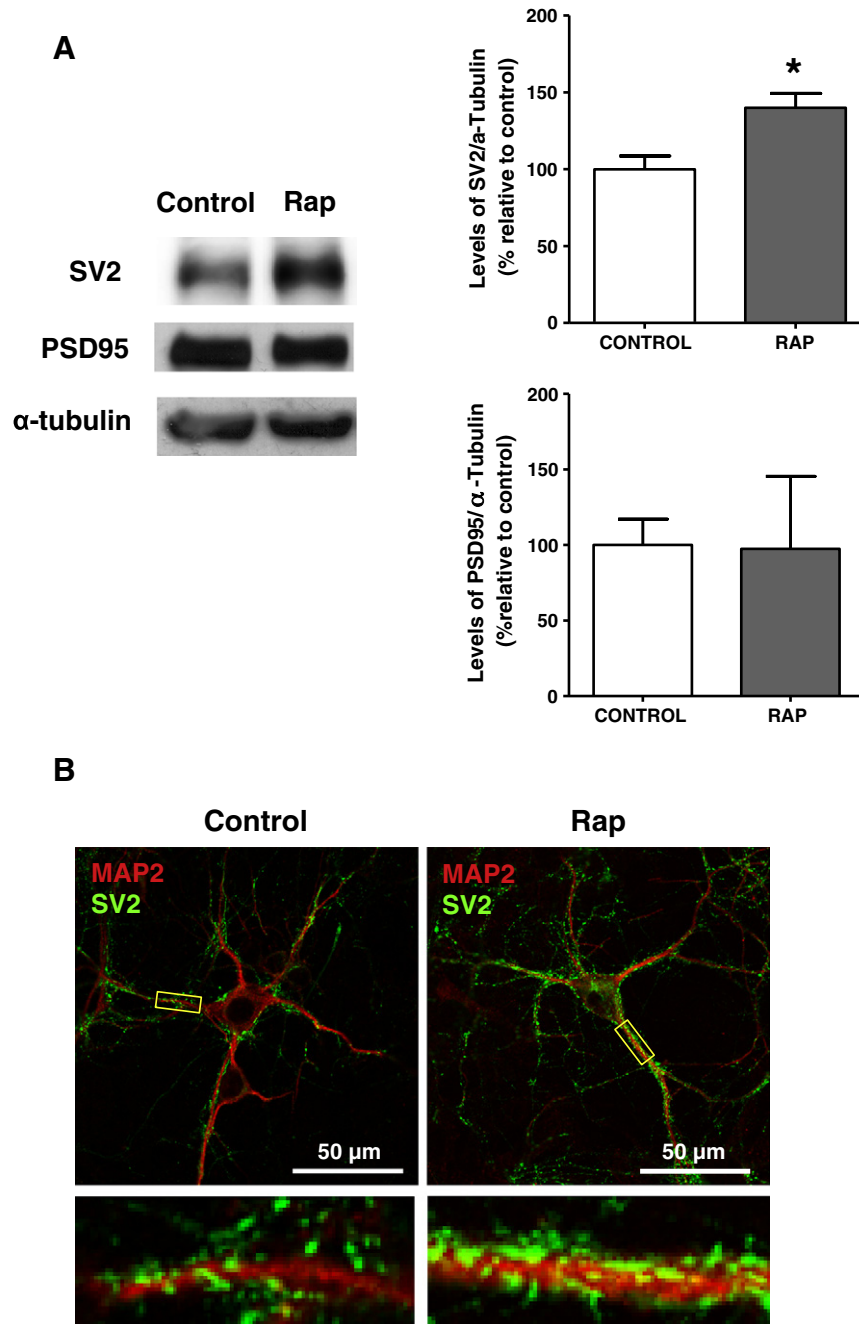 A
Control Rap
SV2
PSD95
α-tubulin
Levels of SV2/a-Tubulin
(% relative to control)
200
150
100
50
0
*
CONTROL RAP
Levels of PSD95/ α -Tubulin
(%relative to control)
200
150
100
50
0
CONTROL RAP
B
Control Rap
MAP2
SV2
50 µm
MAP2
SV2
50 µm